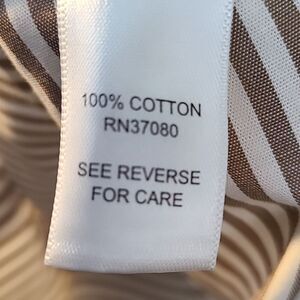 100% COTTON
RN37080
SEE REVERSE
FOR CARE